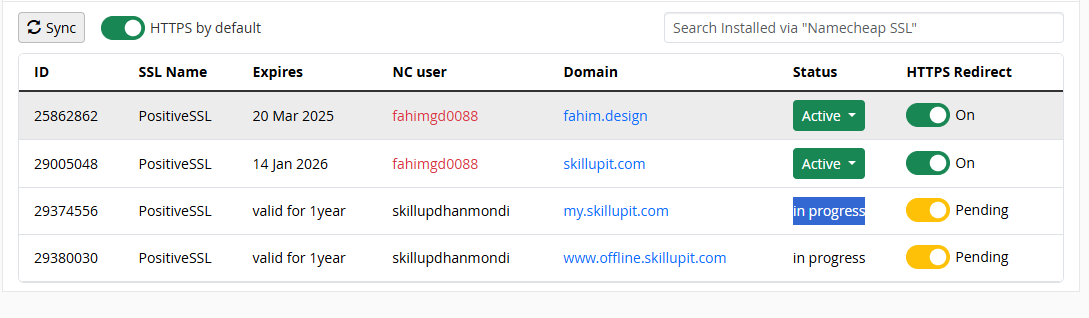 Sync HTTPS by default Search Installed via "Namecheap SSL"
ID SSL Name Expires NC user Domain Status HTTPS Redirect
25862862 PositiveSSL 20 Mar 2025 fahimgd0088 fahim.design Active On
29005048 PositiveSSL 14 Jan 2026 fahimgd0088 skillupit.com Active On
29374556 PositiveSSL valid for 1year skillupdhanmondi my.skillupit.com in progress Pending
29380030 PositiveSSL valid for 1year skillupdhanmondi www.offline.skillupit.com in progress Pending